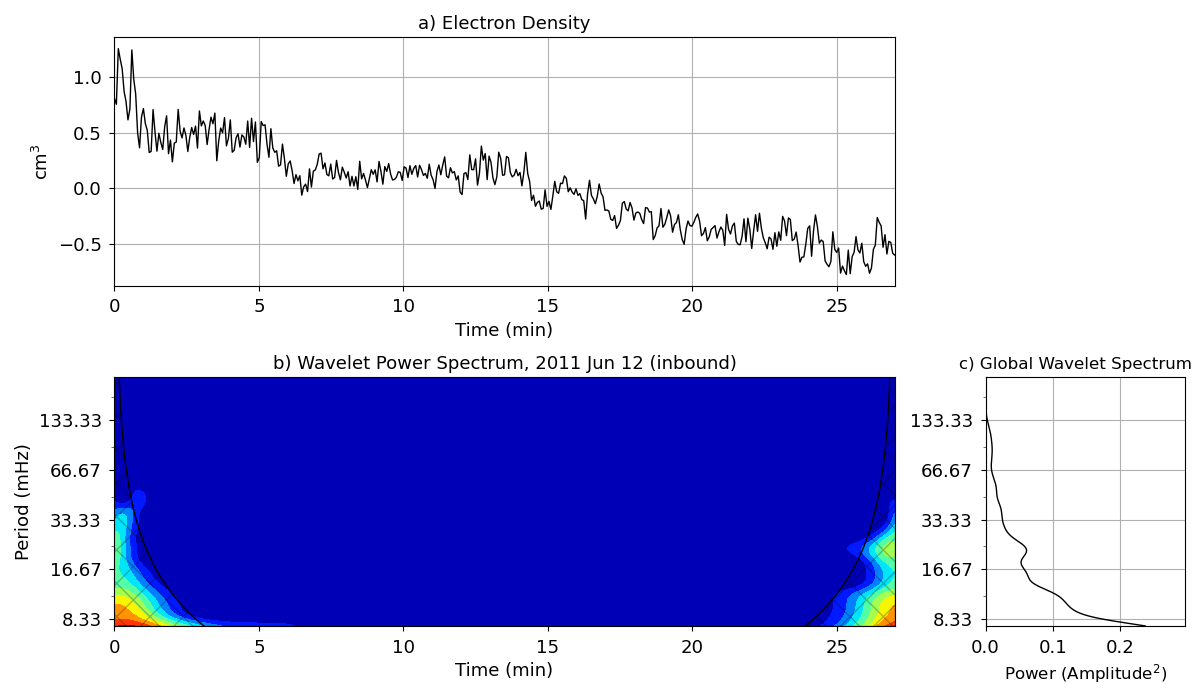 a) Electron Density
cm³
1.0
0.5
0.0
−0.5
0 5 10 15 20 25
Time (min)
b) Wavelet Power Spectrum, 2011 Jun 12 (inbound)
Period (mHz)
133.33
66.67
33.33
16.67
8.33
0 5 10 15 20 25
Time (min)
c) Global Wavelet Spectrum
133.33
66.67
33.33
16.67
8.33
0.0 0.1 0.2
Power (Amplitude²)